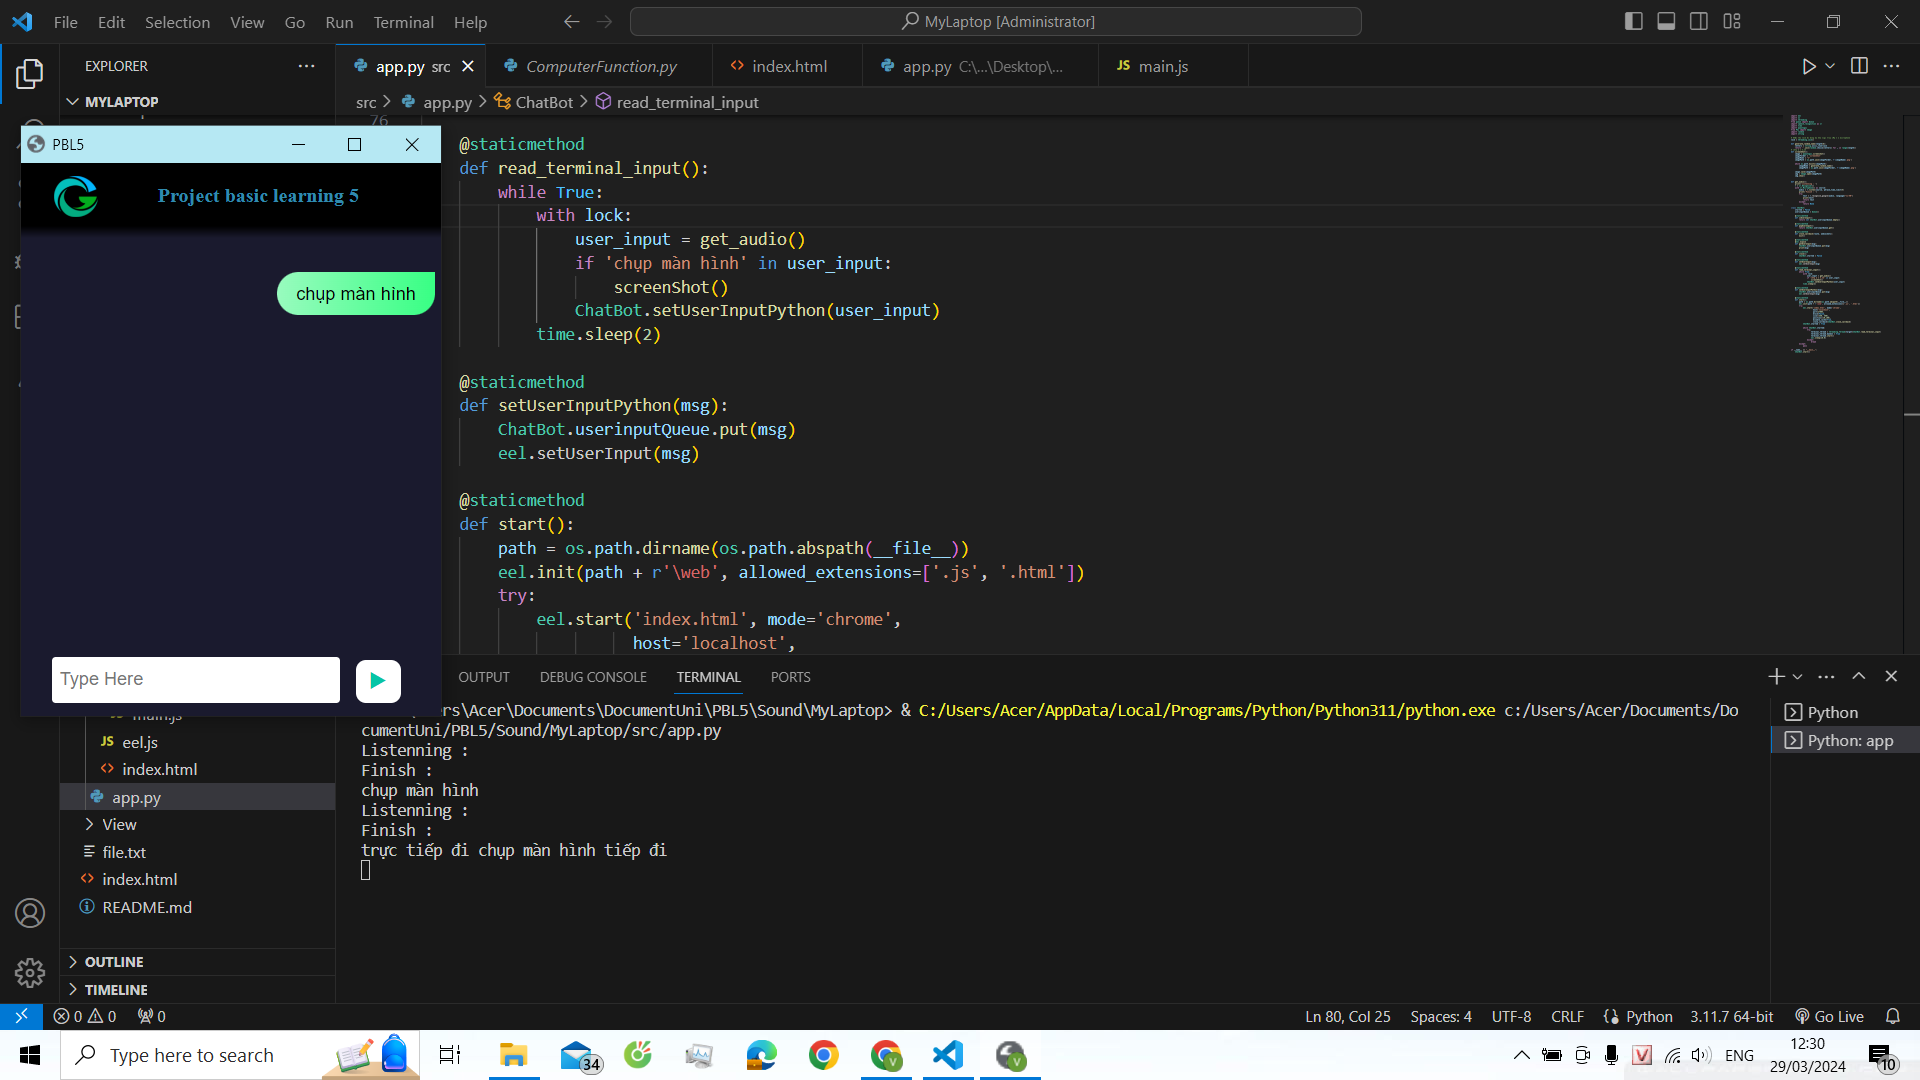 File Edit Selection View Go Run Terminal Help
MyLaptop [Administrator]
EXPLORER
app.py src
ComputerFunction.py
index.html
app.py C:\...\Desktop\...
JS main.js
MYLAPTOP
src > app.py > ChatBot > read_terminal_input
76
PBL5
Project basic learning 5
chụp màn hình
Type Here
@staticmethod
def read_terminal_input():
while True:
with lock:
user_input = get_audio()
if 'chụp màn hình' in user_input:
screenShot()
ChatBot.setUserInputPython(user_input)
time.sleep(2)
@staticmethod
def setUserInputPython(msg):
ChatBot.userinputQueue.put(msg)
eel.setUserInput(msg)
@staticmethod
def start():
path = os.path.dirname(os.path.abspath(__file__))
eel.init(path + r'\web', allowed_extensions=['.js', '.html'])
try:
eel.start('index.html', mode='chrome',
host='localhost',
OUTPUT DEBUG CONSOLE TERMINAL PORTS
rs\Acer\Documents\DocumentUni\PBL5\Sound\MyLaptop> & C:/Users/Acer/AppData/Local/Programs/Python/Python311/python.exe c:/Users/Acer/Documents/Do
cumentUni/PBL5/Sound/MyLaptop/src/app.py
Listenning :
Finish :
chụp màn hình
Listenning :
Finish :
trực tiếp đi chụp màn hình tiếp đi
Python
Python: app
main.js
JS eel.js
index.html
app.py
View
file.txt
index.html
README.md
OUTLINE
TIMELINE
0 0 0
Ln 80, Col 25 Spaces: 4 UTF-8 CRLF Python 3.11.7 64-bit Go Live
Type here to search
34
V
V
V
ENG
12:30
29/03/2024
10